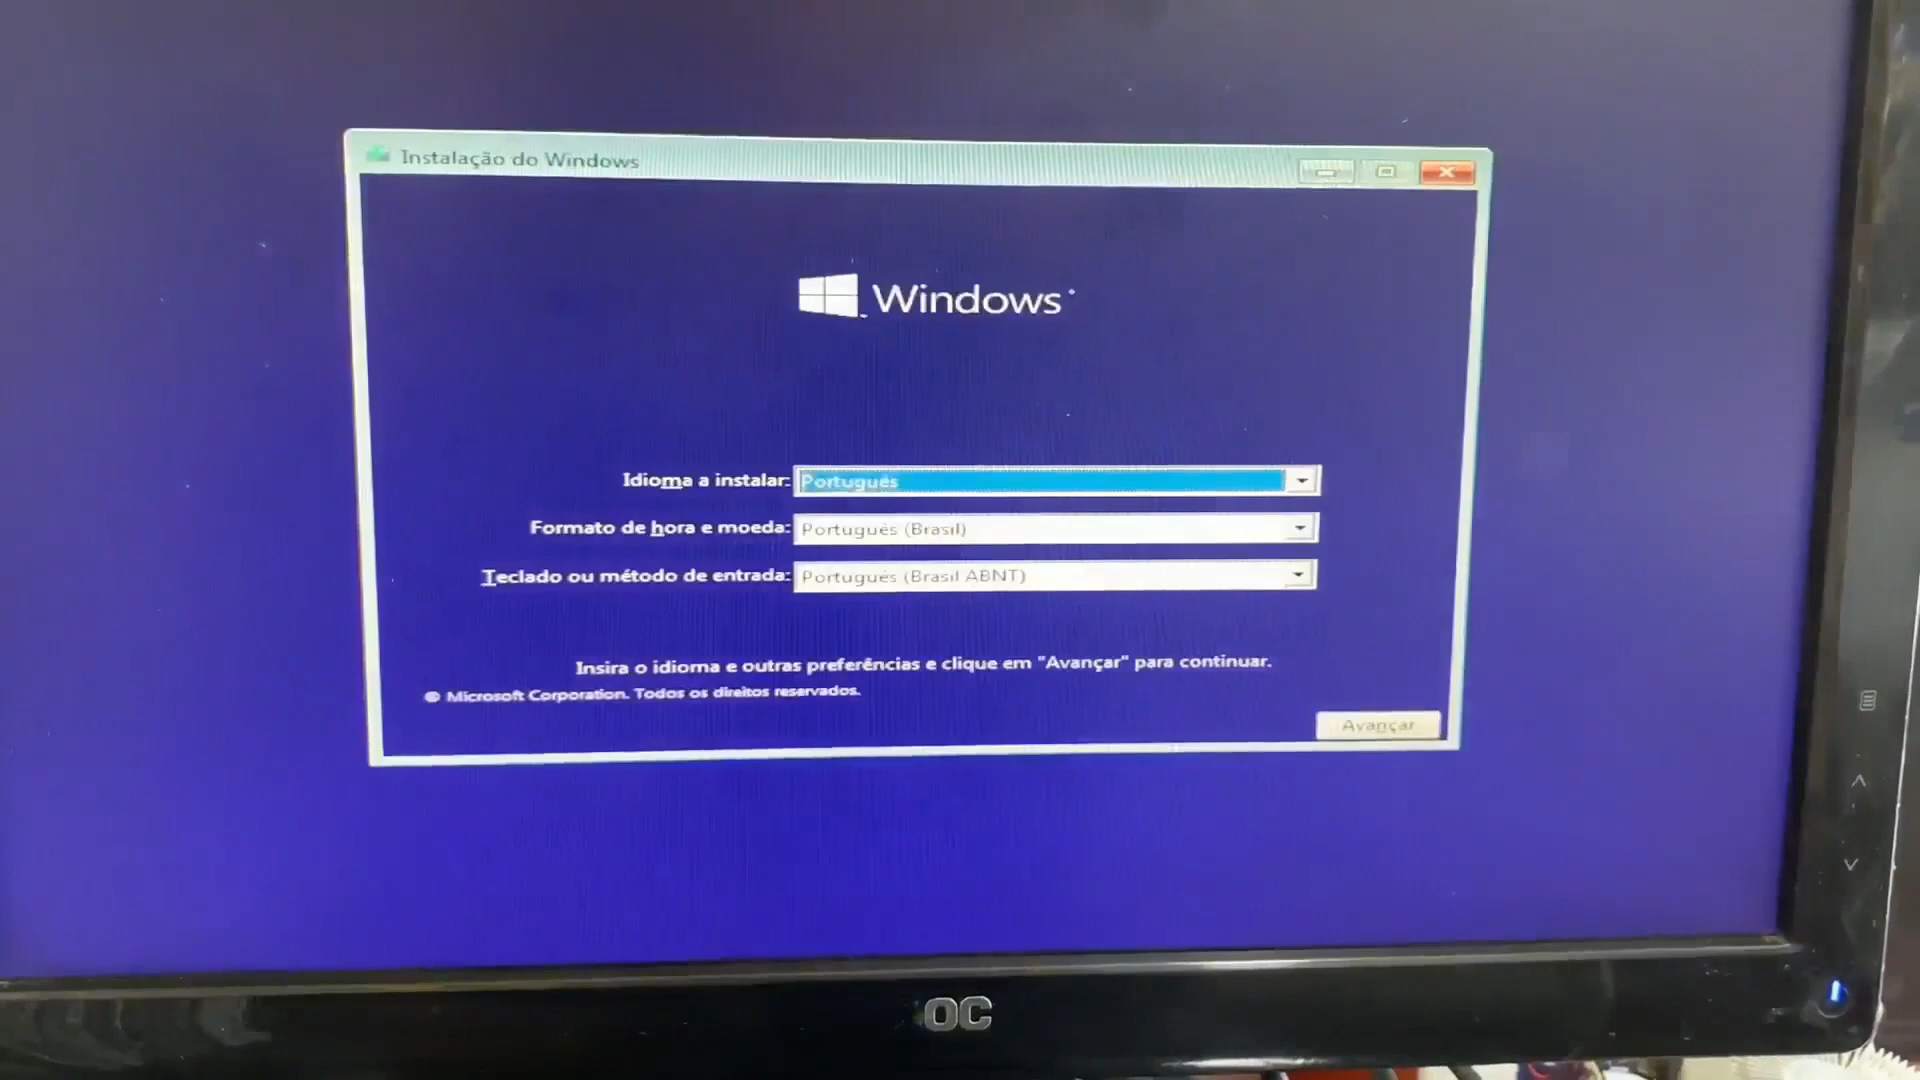 Instalação do Windows
Windows
Idioma a instalar: Português
Formato de hora e moeda: Português (Brasil)
Teclado ou método de entrada: Português (Brasil ABNT)
Insira o idioma e outras preferências e clique em "Avançar" para continuar.
© Microsoft Corporation. Todos os direitos reservados.
Avançar
OC